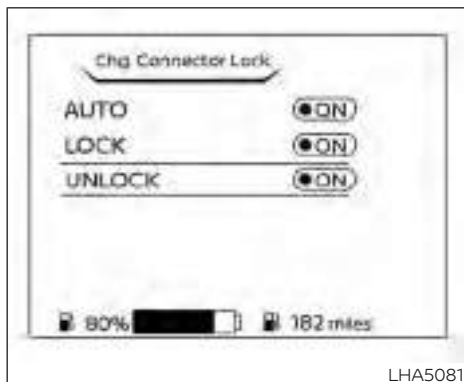 Chg Connector Lock
AUTO ON
LOCK ON
UNLOCK ON
80% 182 miles
LHA5081